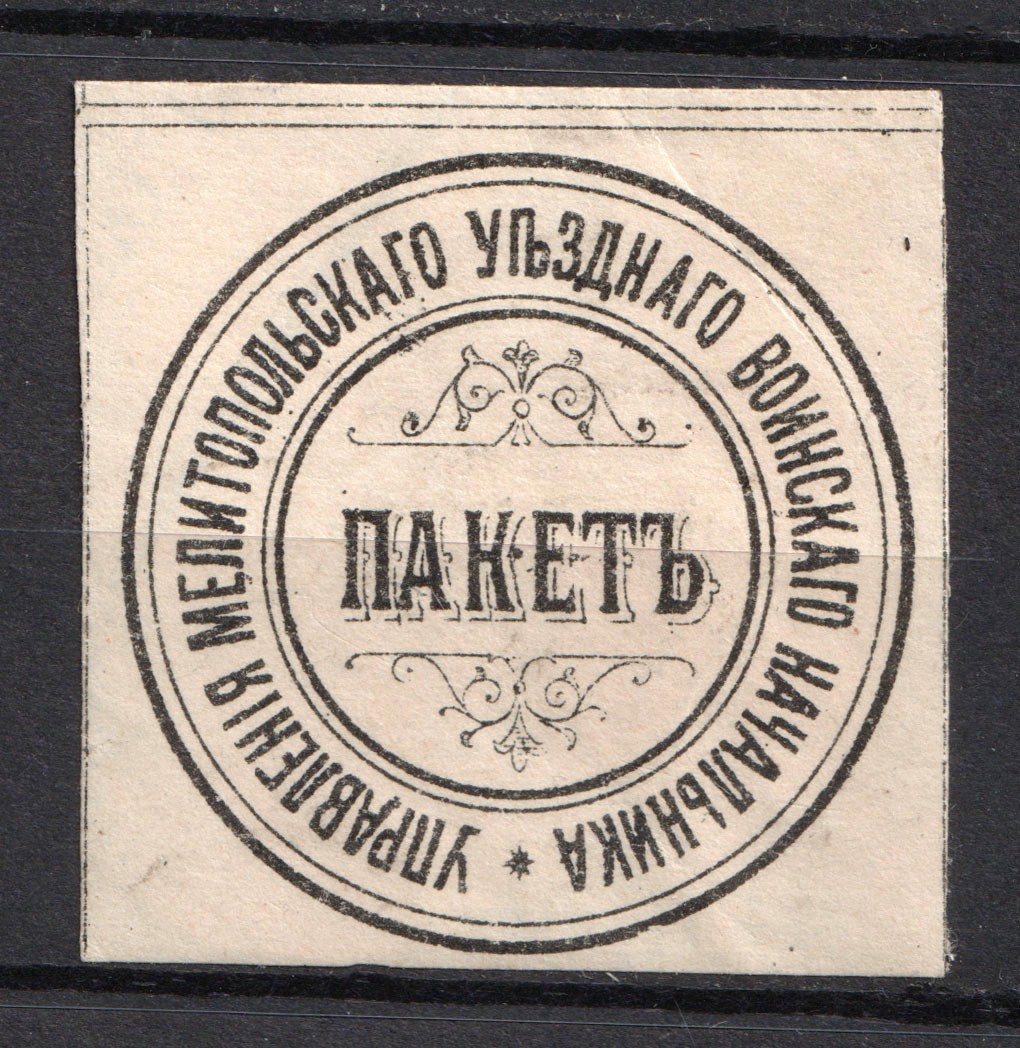 УПРАВЛЕНІЯ МЕЛИТОПОЛЬСКАГО УѢЗДНАГО ВОИНСКАГО НАЧАЛЬНИКА *
ПАКЕТЪ